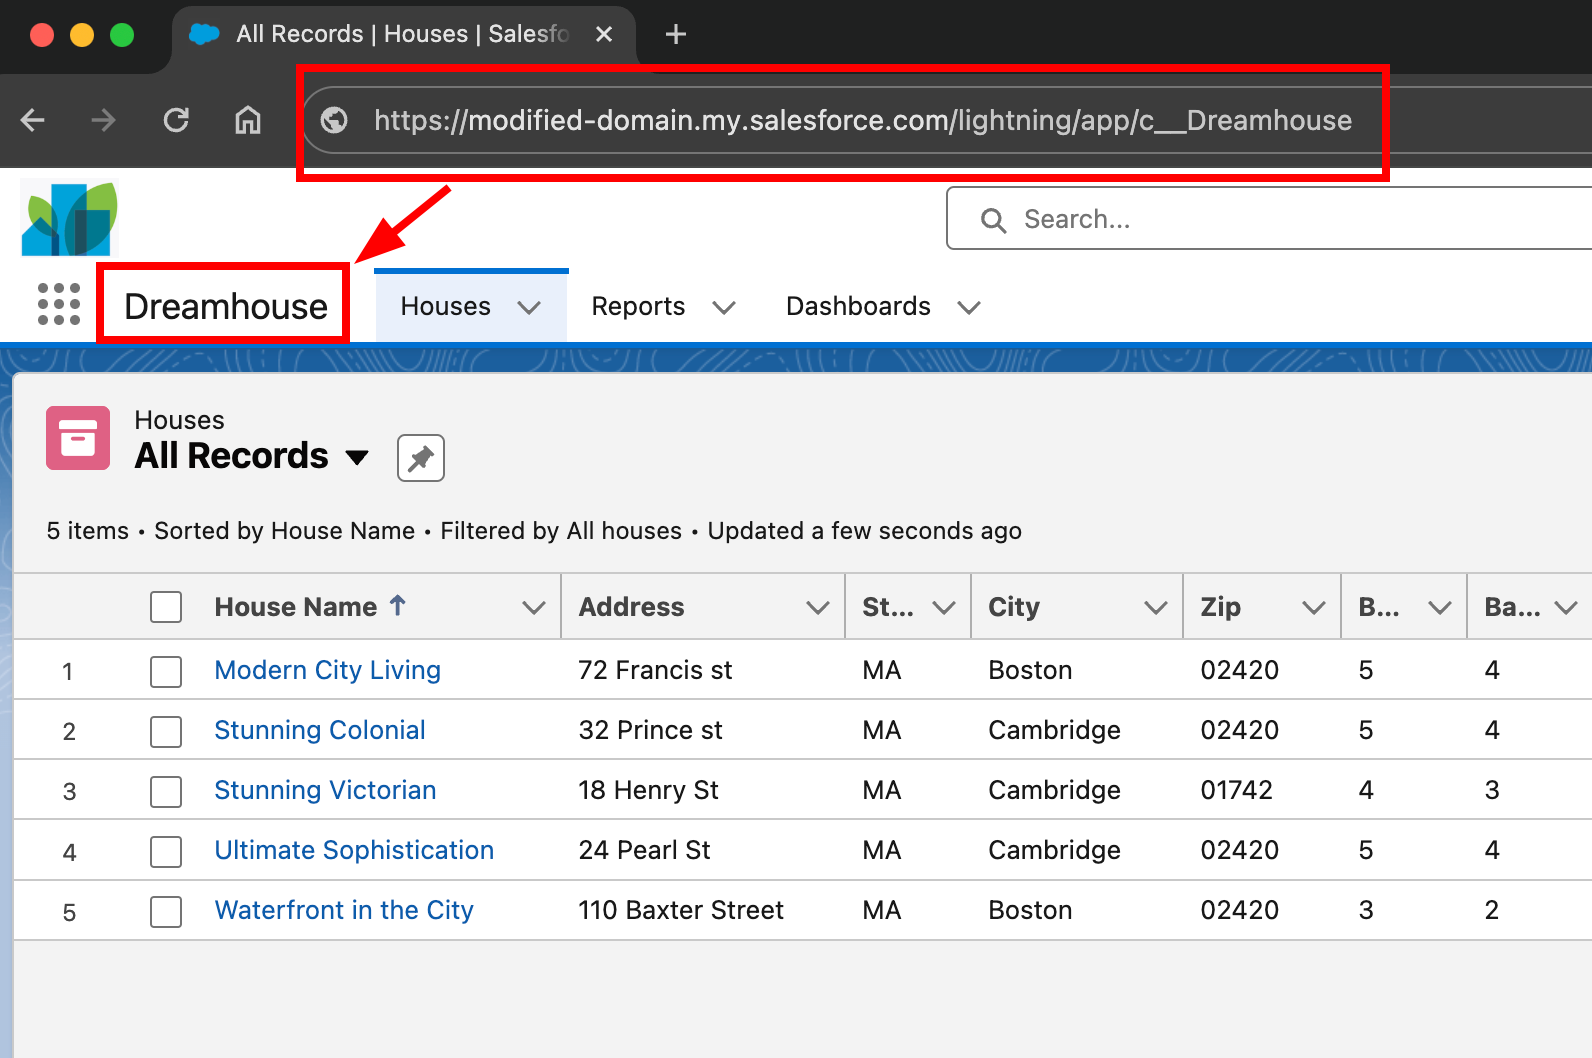 All Records | Houses | Salesfo
https://modified-domain.my.salesforce.com/lightning/app/c__Dreamhouse
Search...
Dreamhouse Houses Reports Dashboards
Houses
All Records
5 items • Sorted by House Name • Filtered by All houses • Updated a few seconds ago
House Name Address St... City Zip B... Ba...
1 Modern City Living 72 Francis st MA Boston 02420 5 4
2 Stunning Colonial 32 Prince st MA Cambridge 02420 5 4
3 Stunning Victorian 18 Henry St MA Cambridge 01742 4 3
4 Ultimate Sophistication 24 Pearl St MA Cambridge 02420 5 4
5 Waterfront in the City 110 Baxter Street MA Boston 02420 3 2